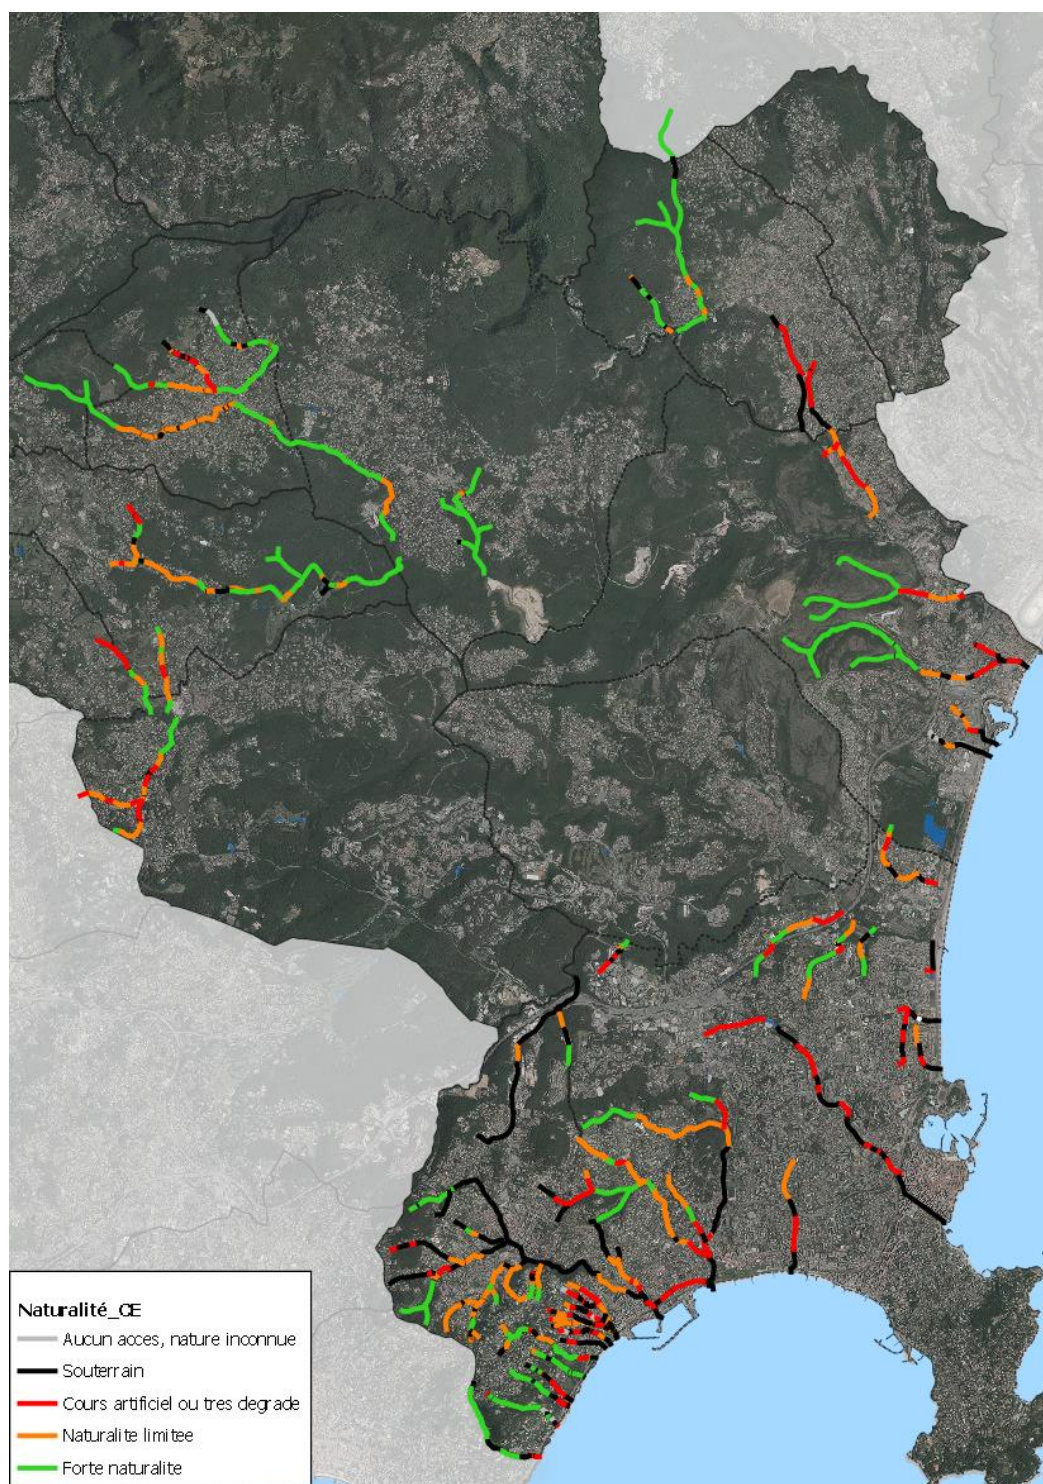 Naturalité_CE
Aucun acces, nature inconnue
Souterrain
Cours artificiel ou tres degrade
Naturalite limitee
Forte naturalite